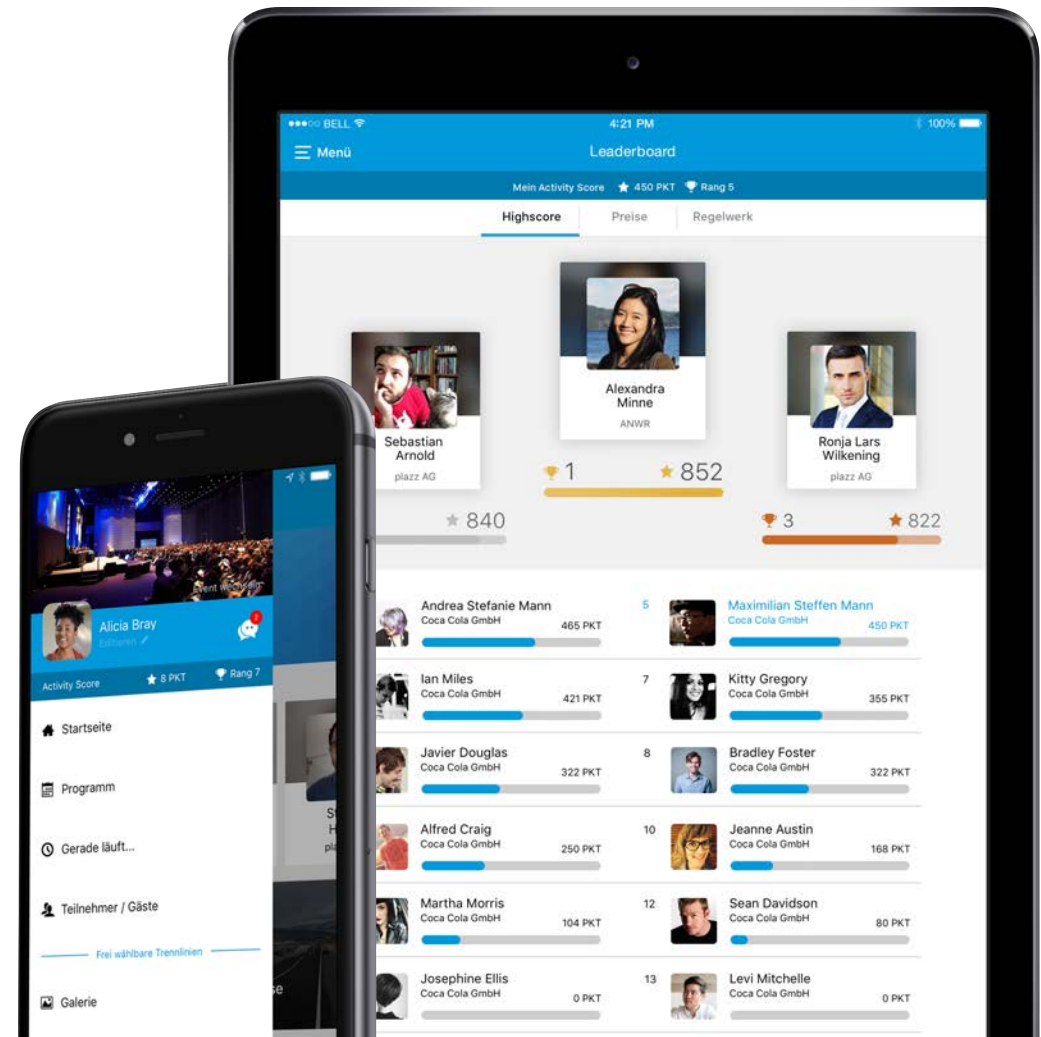 BELL
4:21 PM
100%
Menü
Leaderboard
Mein Activity Score 450 PKT Rang 5
Highscore
Preise
Regelwerk
Alexandra
Minne
ANWR
Sebastian
Arnold
plazz AG
Ronja Lars
Wilkening
plazz AG
1
852
840
3
822
Andrea Stefanie Mann
Coca Cola GmbH
465 PKT
5
Maximilian Steffen Mann
Coca Cola GmbH
450 PKT
Ian Miles
Coca Cola GmbH
421 PKT
7
Kitty Gregory
Coca Cola GmbH
355 PKT
Javier Douglas
Coca Cola GmbH
322 PKT
8
Bradley Foster
Coca Cola GmbH
322 PKT
Alfred Craig
Coca Cola GmbH
250 PKT
10
Jeanne Austin
Coca Cola GmbH
168 PKT
Martha Morris
Coca Cola GmbH
104 PKT
12
Sean Davidson
Coca Cola GmbH
80 PKT
Josephine Ellis
Coca Cola GmbH
0 PKT
13
Levi Mitchelle
Coca Cola GmbH
0 PKT
Event wechseln
Alicia Bray
Editieren
2
Activity Score 8 PKT Rang 7
Startseite
Programm
Gerade läuft...
Teilnehmer / Gäste
Frei wählbare Trennlinien
Galerie